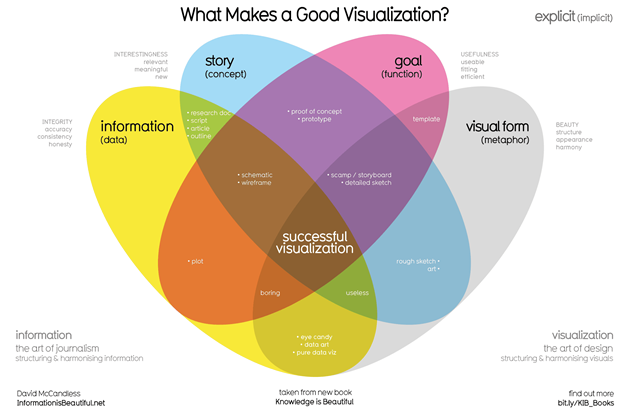 What Makes a Good Visualization?
explicit (implicit)
INTERESTINGNESS
relevant
meaningful
new
story
(concept)
goal
(function)
USEFULNESS
useable
fitting
efficient
INTEGRITY
accuracy
consistency
honesty
information
(data)
• research doc
• script
• article
• outline
• proof of concept
• prototype
template
visual form
(metaphor)
BEAUTY
structure
appearance
harmony
• schematic
• wireframe
• scamp / storyboard
• detailed sketch
successful
visualization
• plot
rough sketch •
art •
boring
useless
• eye candy
• data art
• pure data viz
information
the art of journalism
structuring & harmonising information
visualization
the art of design
structuring & harmonising visuals
David McCandless
InformationisBeautiful.net
taken from new book
Knowledge is Beautiful
find out more
bit.ly/KIB_Books